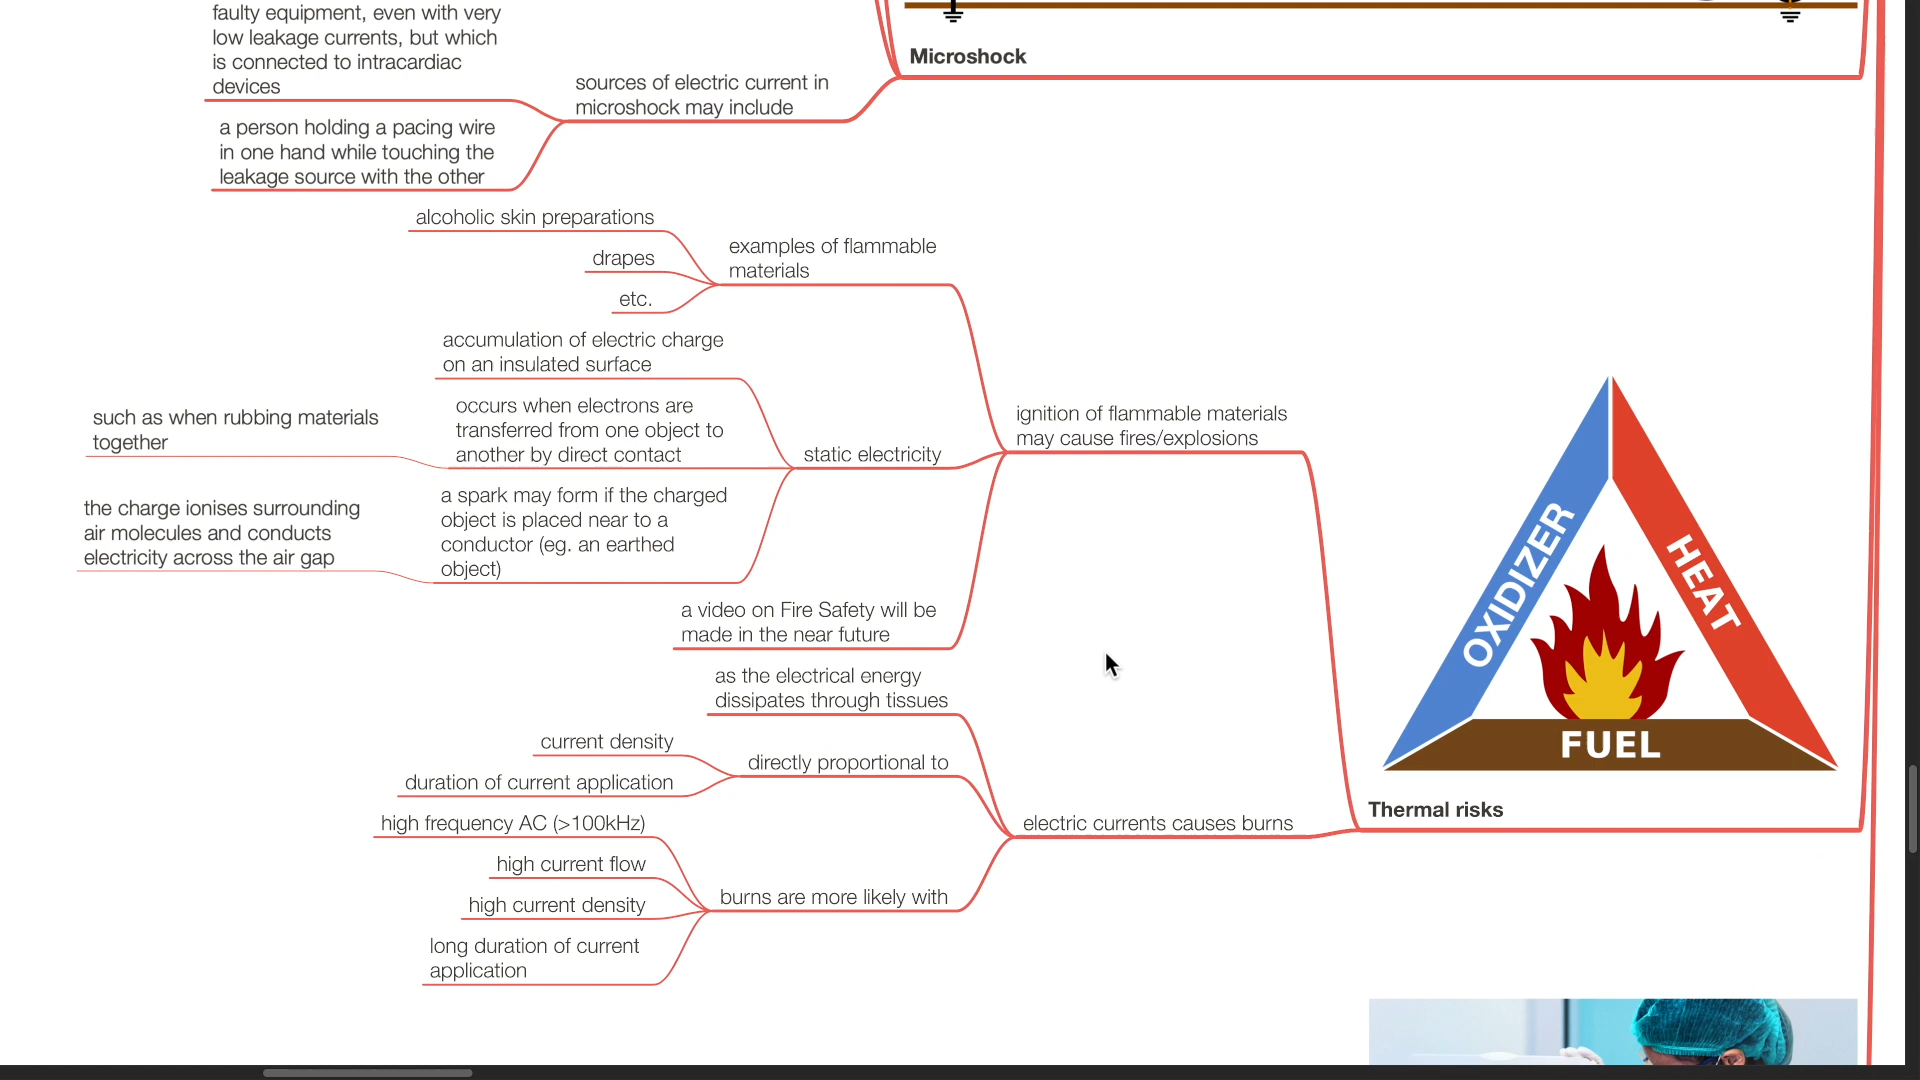 faulty equipment, even with very
low leakage currents, but which
is connected to intracardiac
devices
a person holding a pacing wire
in one hand while touching the
leakage source with the other
sources of electric current in
microshock may include
Microshock
alcoholic skin preparations
drapes
etc.
examples of flammable
materials
accumulation of electric charge
on an insulated surface
such as when rubbing materials
together
occurs when electrons are
transferred from one object to
another by direct contact
the charge ionises surrounding
air molecules and conducts
electricity across the air gap
a spark may form if the charged
object is placed near to a
conductor (eg. an earthed
object)
static electricity
a video on Fire Safety will be
made in the near future
ignition of flammable materials
may cause fires/explosions
as the electrical energy
dissipates through tissues
current density
duration of current application
directly proportional to
high frequency AC (>100kHz)
high current flow
high current density
long duration of current
application
burns are more likely with
electric currents causes burns
OXIDIZER
HEAT
FUEL
Thermal risks